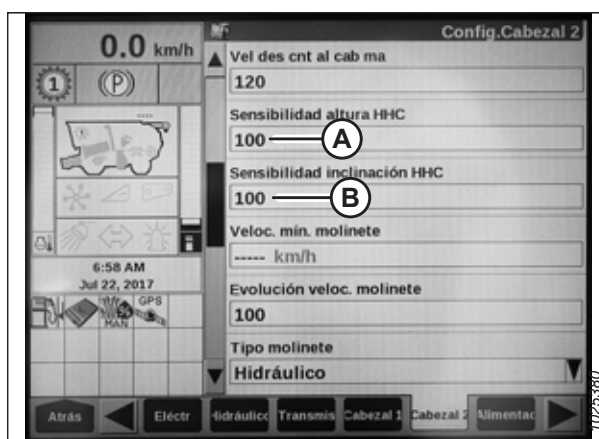 0.0 km/h
Config.Cabezal 2
1
(P)
Vel des cnt al cab ma
120
Sensibilidad altura HHC
100
A
Sensibilidad inclinación HHC
100
B
Veloc. mín. molinete
----- km/h
6:58 AM
Jul 22, 2017
GPS
MAN
Evolución veloc. molinete
100
Tipo molinete
Hidráulico
Atrás
Eléctr
Hidráulico
Transmis
Cabezal 1
Cabezal 2
Alimentac
1025380